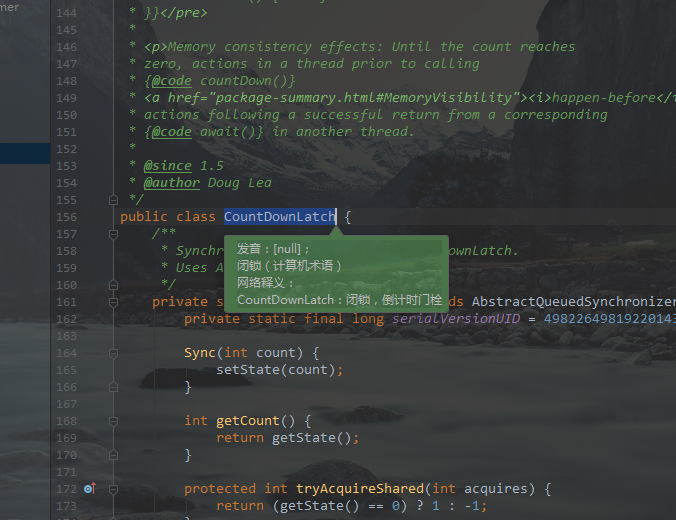 mer
144
* }}</pre>
145 *
146 * <p>Memory consistency effects: Until the count reaches
147 * zero, actions in a thread prior to calling
148 * {@code countDown()}
149 * <a href="package-summary.html#MemoryVisibility"><i>happen-before</i
150 * actions following a successful return from a corresponding
151 * {@code await()} in another thread.
152 *
153 * @since 1.5
154 * @author Doug Lea
155 */
156 public class CountDownLatch {
157 /**
158 * Synchr ownLatch.
159 * Uses A
160 */
161 private s ds AbstractQueuedSynchronizer
162 private static final long serialVersionUID = 4982264981922014
163
164 Sync(int count) {
165 setState(count);
166 }
167
168 int getCount() {
169 return getState();
170 }
171
172 protected int tryAcquireShared(int acquires) {
173 return (getState() == 0) ? 1 : -1;
发音：[null]；
闭锁（计算机术语）
网络释义：
CountDownLatch：闭锁，倒计时门栓